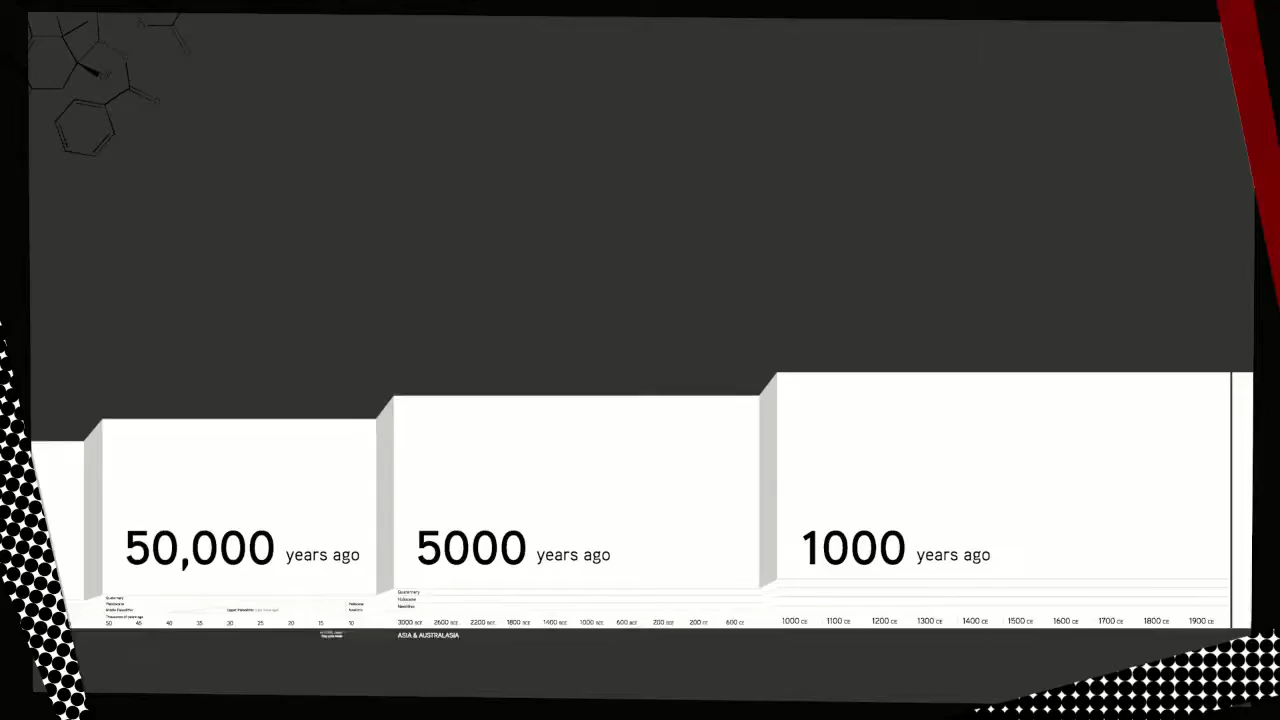 50,000 years ago
5000 years ago
1000 years ago
Quaternary
Pleistocene
Middle Paleolithic
Upper Paleolithic
Holocene
Neolithic
Thousands of years ago
50 45 40 35 30 25 20 15 10
Quaternary
Holocene
Neolithic
3000 BCE 2600 BCE 2200 BCE 1800 BCE 1400 BCE 1000 BCE 600 BCE 200 BCE 200 CE 600 CE
1000 CE 1100 CE 1200 CE 1300 CE 1400 CE 1500 CE 1600 CE 1700 CE 1800 CE 1900 CE
ASIA & AUSTRALASIA